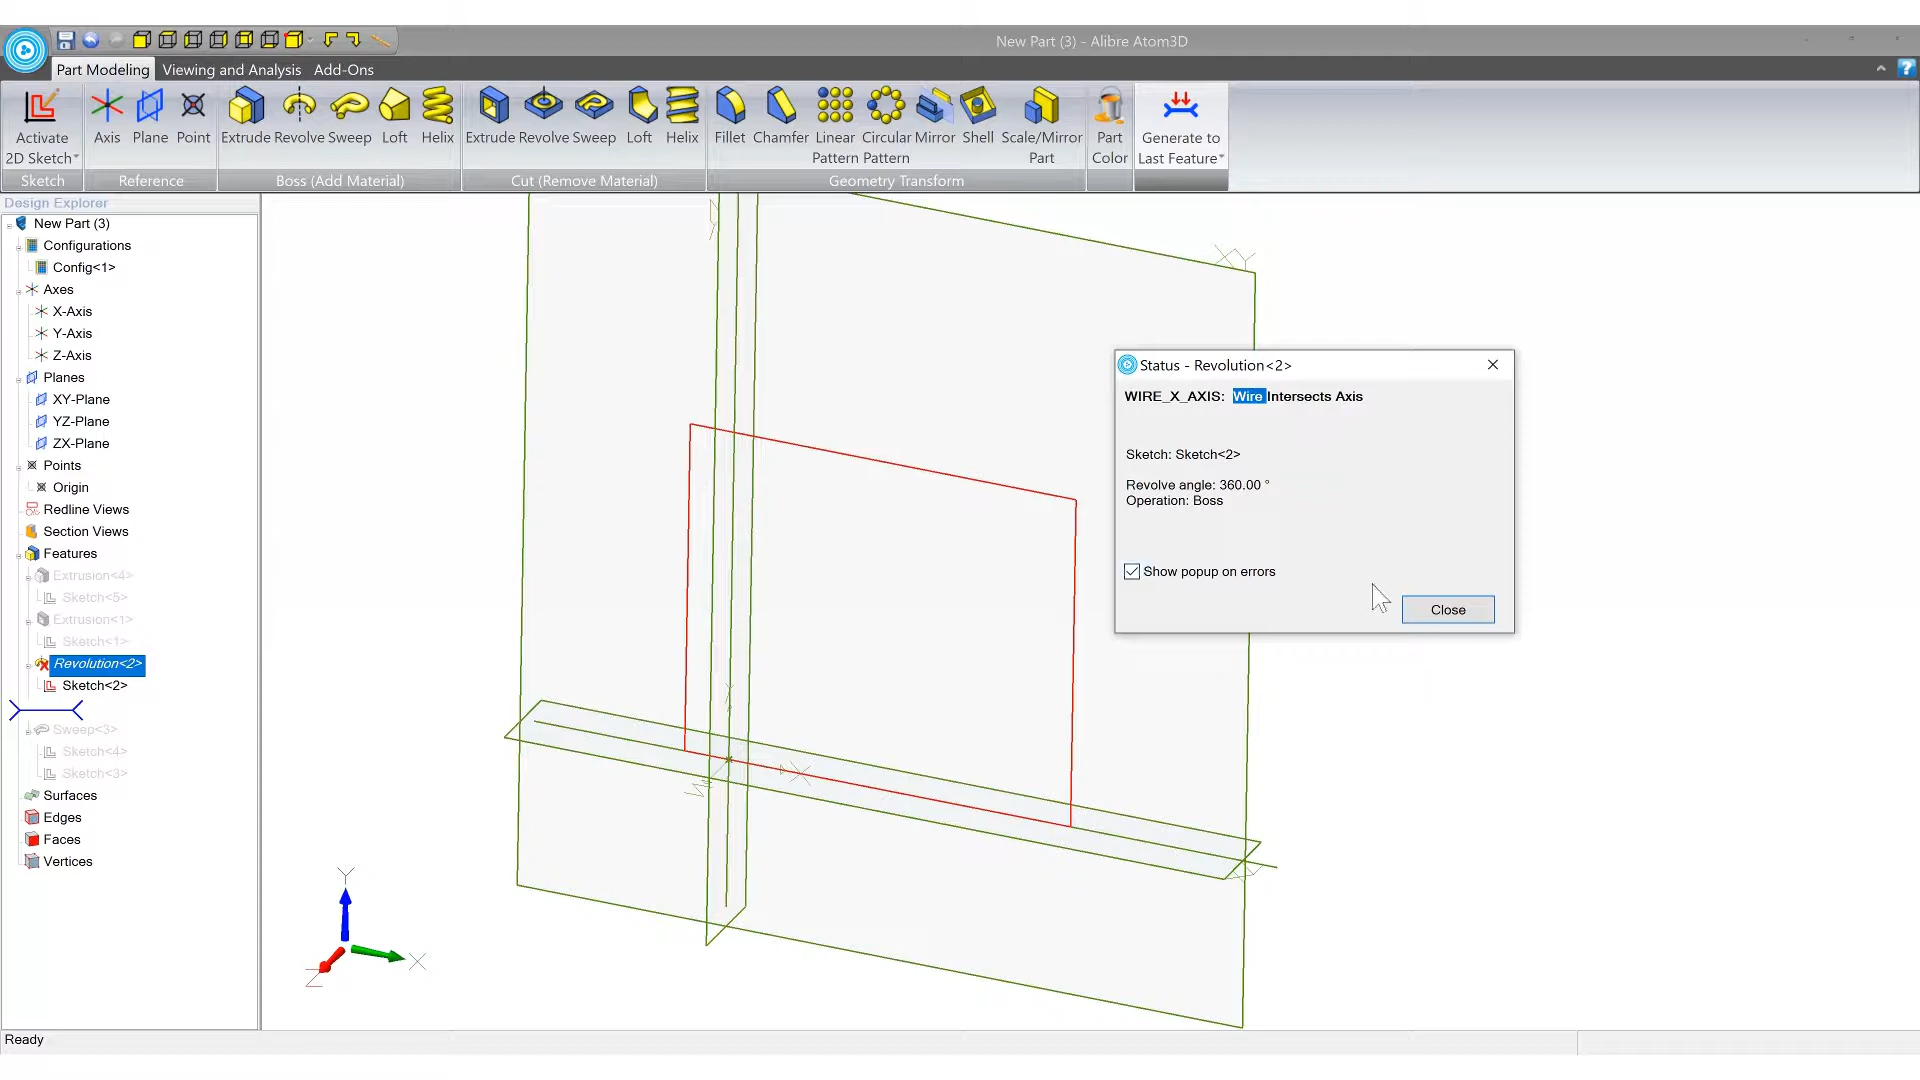 New Part (3) - Alibre Atom3D
Part Modeling Viewing and Analysis Add-Ons
?
Activate
2D Sketch
Axis Plane Point Extrude Revolve Sweep Loft Helix Extrude Revolve Sweep Loft Helix Fillet Chamfer Linear Pattern Circular Pattern Mirror Shell Scale/Mirror Part Part Color Generate to Last Feature
Sketch Reference Boss (Add Material) Cut (Remove Material) Geometry Transform
Design Explorer
New Part (3)
Configurations
Config<1>
Axes
X-Axis
Y-Axis
Z-Axis
Planes
XY-Plane
YZ-Plane
ZX-Plane
Points
Origin
Redline Views
Section Views
Features
Extrusion<4>
Sketch<5>
Extrusion<1>
Sketch<1>
Revolution<2>
Sketch<2>
Sweep<3>
Sketch<4>
Sketch<3>
Surfaces
Edges
Faces
Vertices
XY
Y
X
Z
Status - Revolution<2>
WIRE_X_AXIS: Wire Intersects Axis
Sketch: Sketch<2>
Revolve angle: 360.00 °
Operation: Boss
Show popup on errors
Close
Y
X
Z
Ready